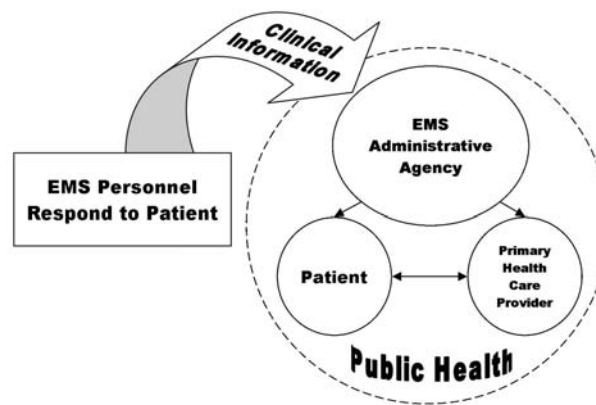 Clinical
Information
EMS Personnel
Respond to Patient
EMS
Administrative
Agency
Patient
Primary
Health
Care
Provider
Public Health